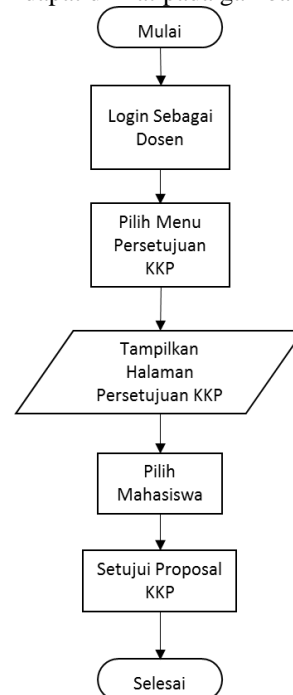 Mulai
Login Sebagai
Dosen
Pilih Menu
Persetujuan
KKP
Tampilkan
Halaman
Persetujuan KKP
Pilih
Mahasiswa
Setujui Proposal
KKP
Selesai